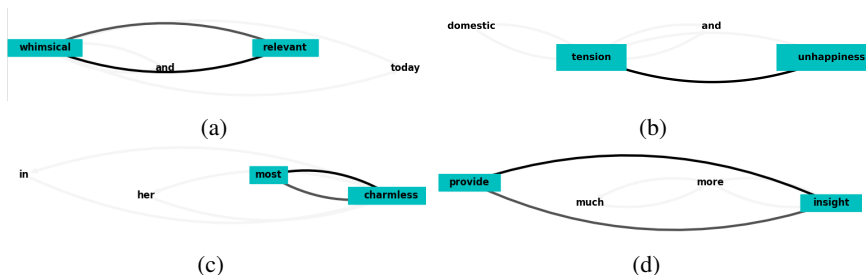 whimsical and relevant today
(a)
domestic tension and unhappiness
(b)
in her most charmless
(c)
provide much more insight
(d)